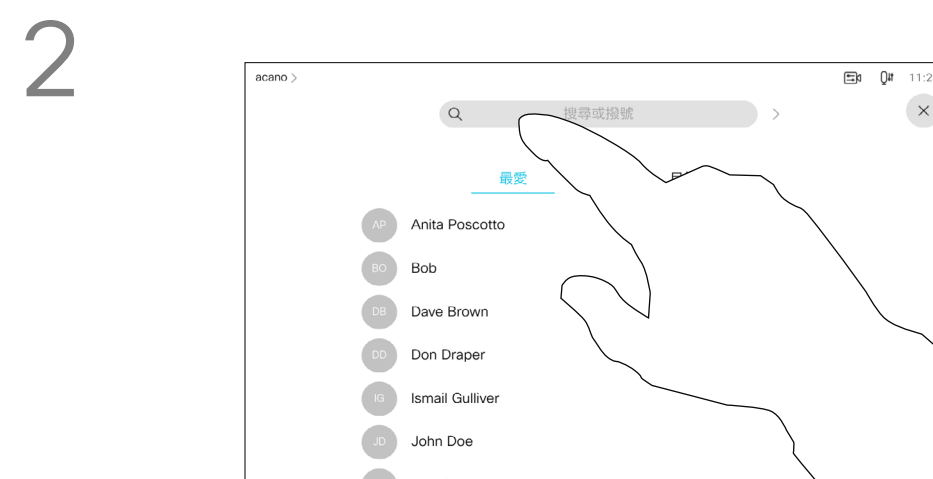 2
acano >
11:2
搜尋或撥號
最愛
AP Anita Poscotto
BO Bob
DB Dave Brown
DD Don Draper
IG Ismail Gulliver
JD John Doe